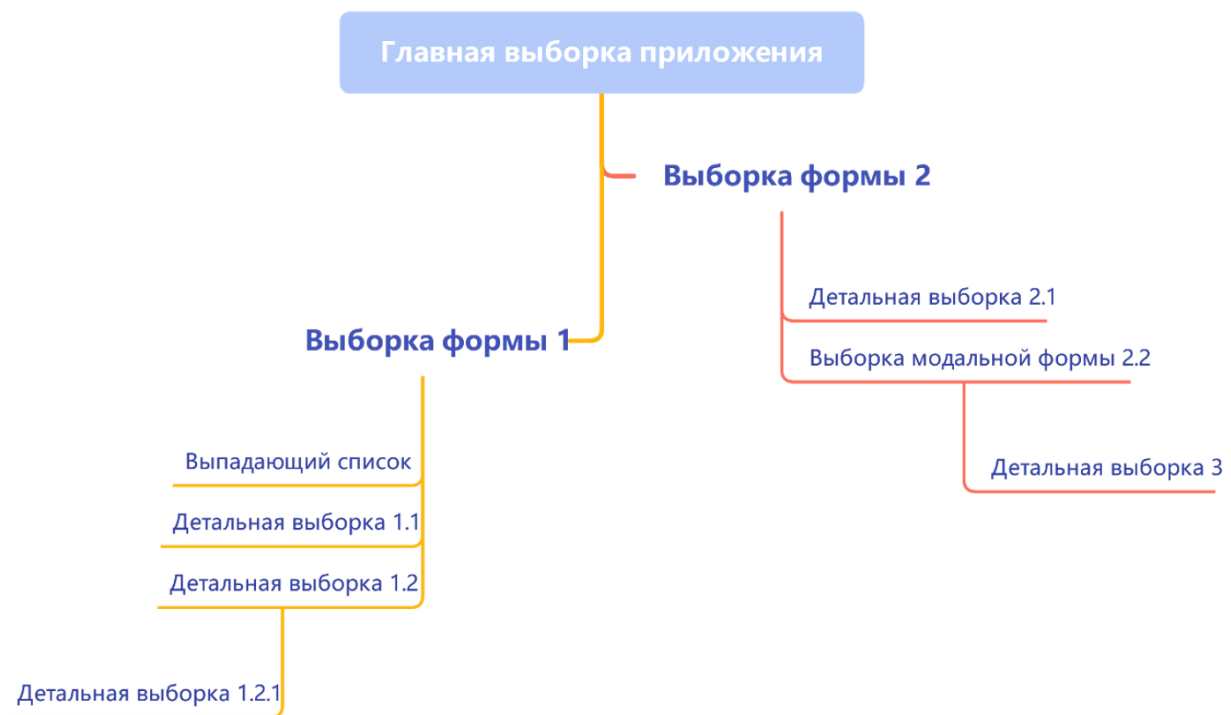 Главная выборка приложения
Выборка формы 2
Детальная выборка 2.1
Выборка модальной формы 2.2
Детальная выборка 3
Выборка формы 1
Выпадающий список
Детальная выборка 1.1
Детальная выборка 1.2
Детальная выборка 1.2.1